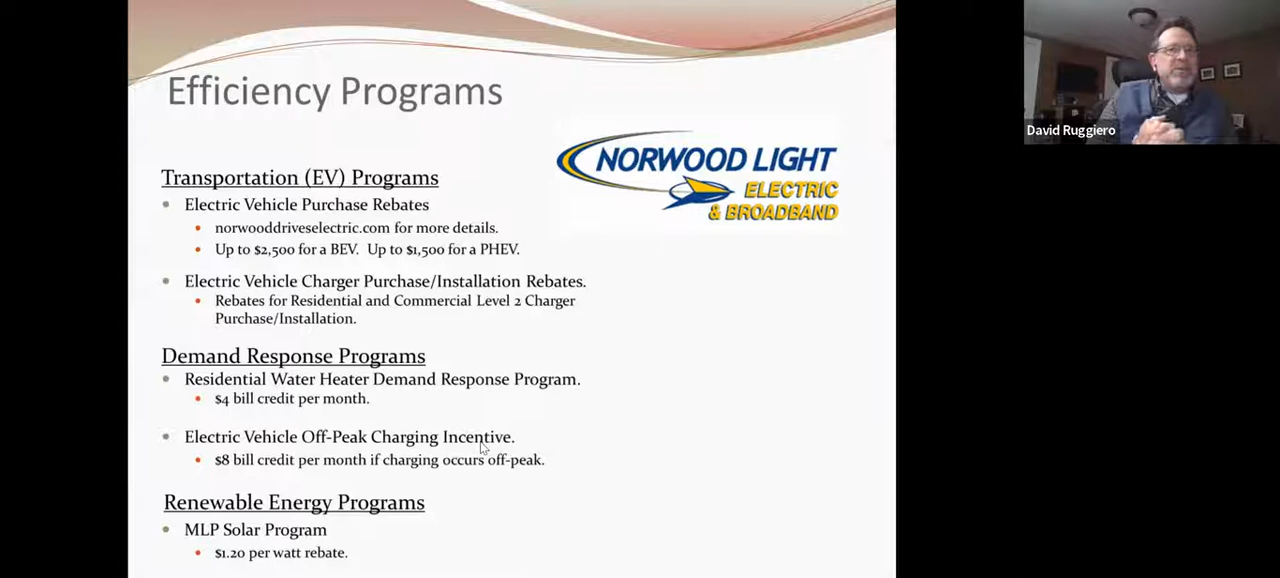 Efficiency Programs
NORWOOD LIGHT
ELECTRIC
& BROADBAND
Transportation (EV) Programs
Electric Vehicle Purchase Rebates
norwooddriveselectric.com for more details.
Up to $2,500 for a BEV. Up to $1,500 for a PHEV.
Electric Vehicle Charger Purchase/Installation Rebates.
Rebates for Residential and Commercial Level 2 Charger
Purchase/Installation.
Demand Response Programs
Residential Water Heater Demand Response Program.
$4 bill credit per month.
Electric Vehicle Off-Peak Charging Incentive.
$8 bill credit per month if charging occurs off-peak.
Renewable Energy Programs
MLP Solar Program
$1.20 per watt rebate.
David Ruggiero